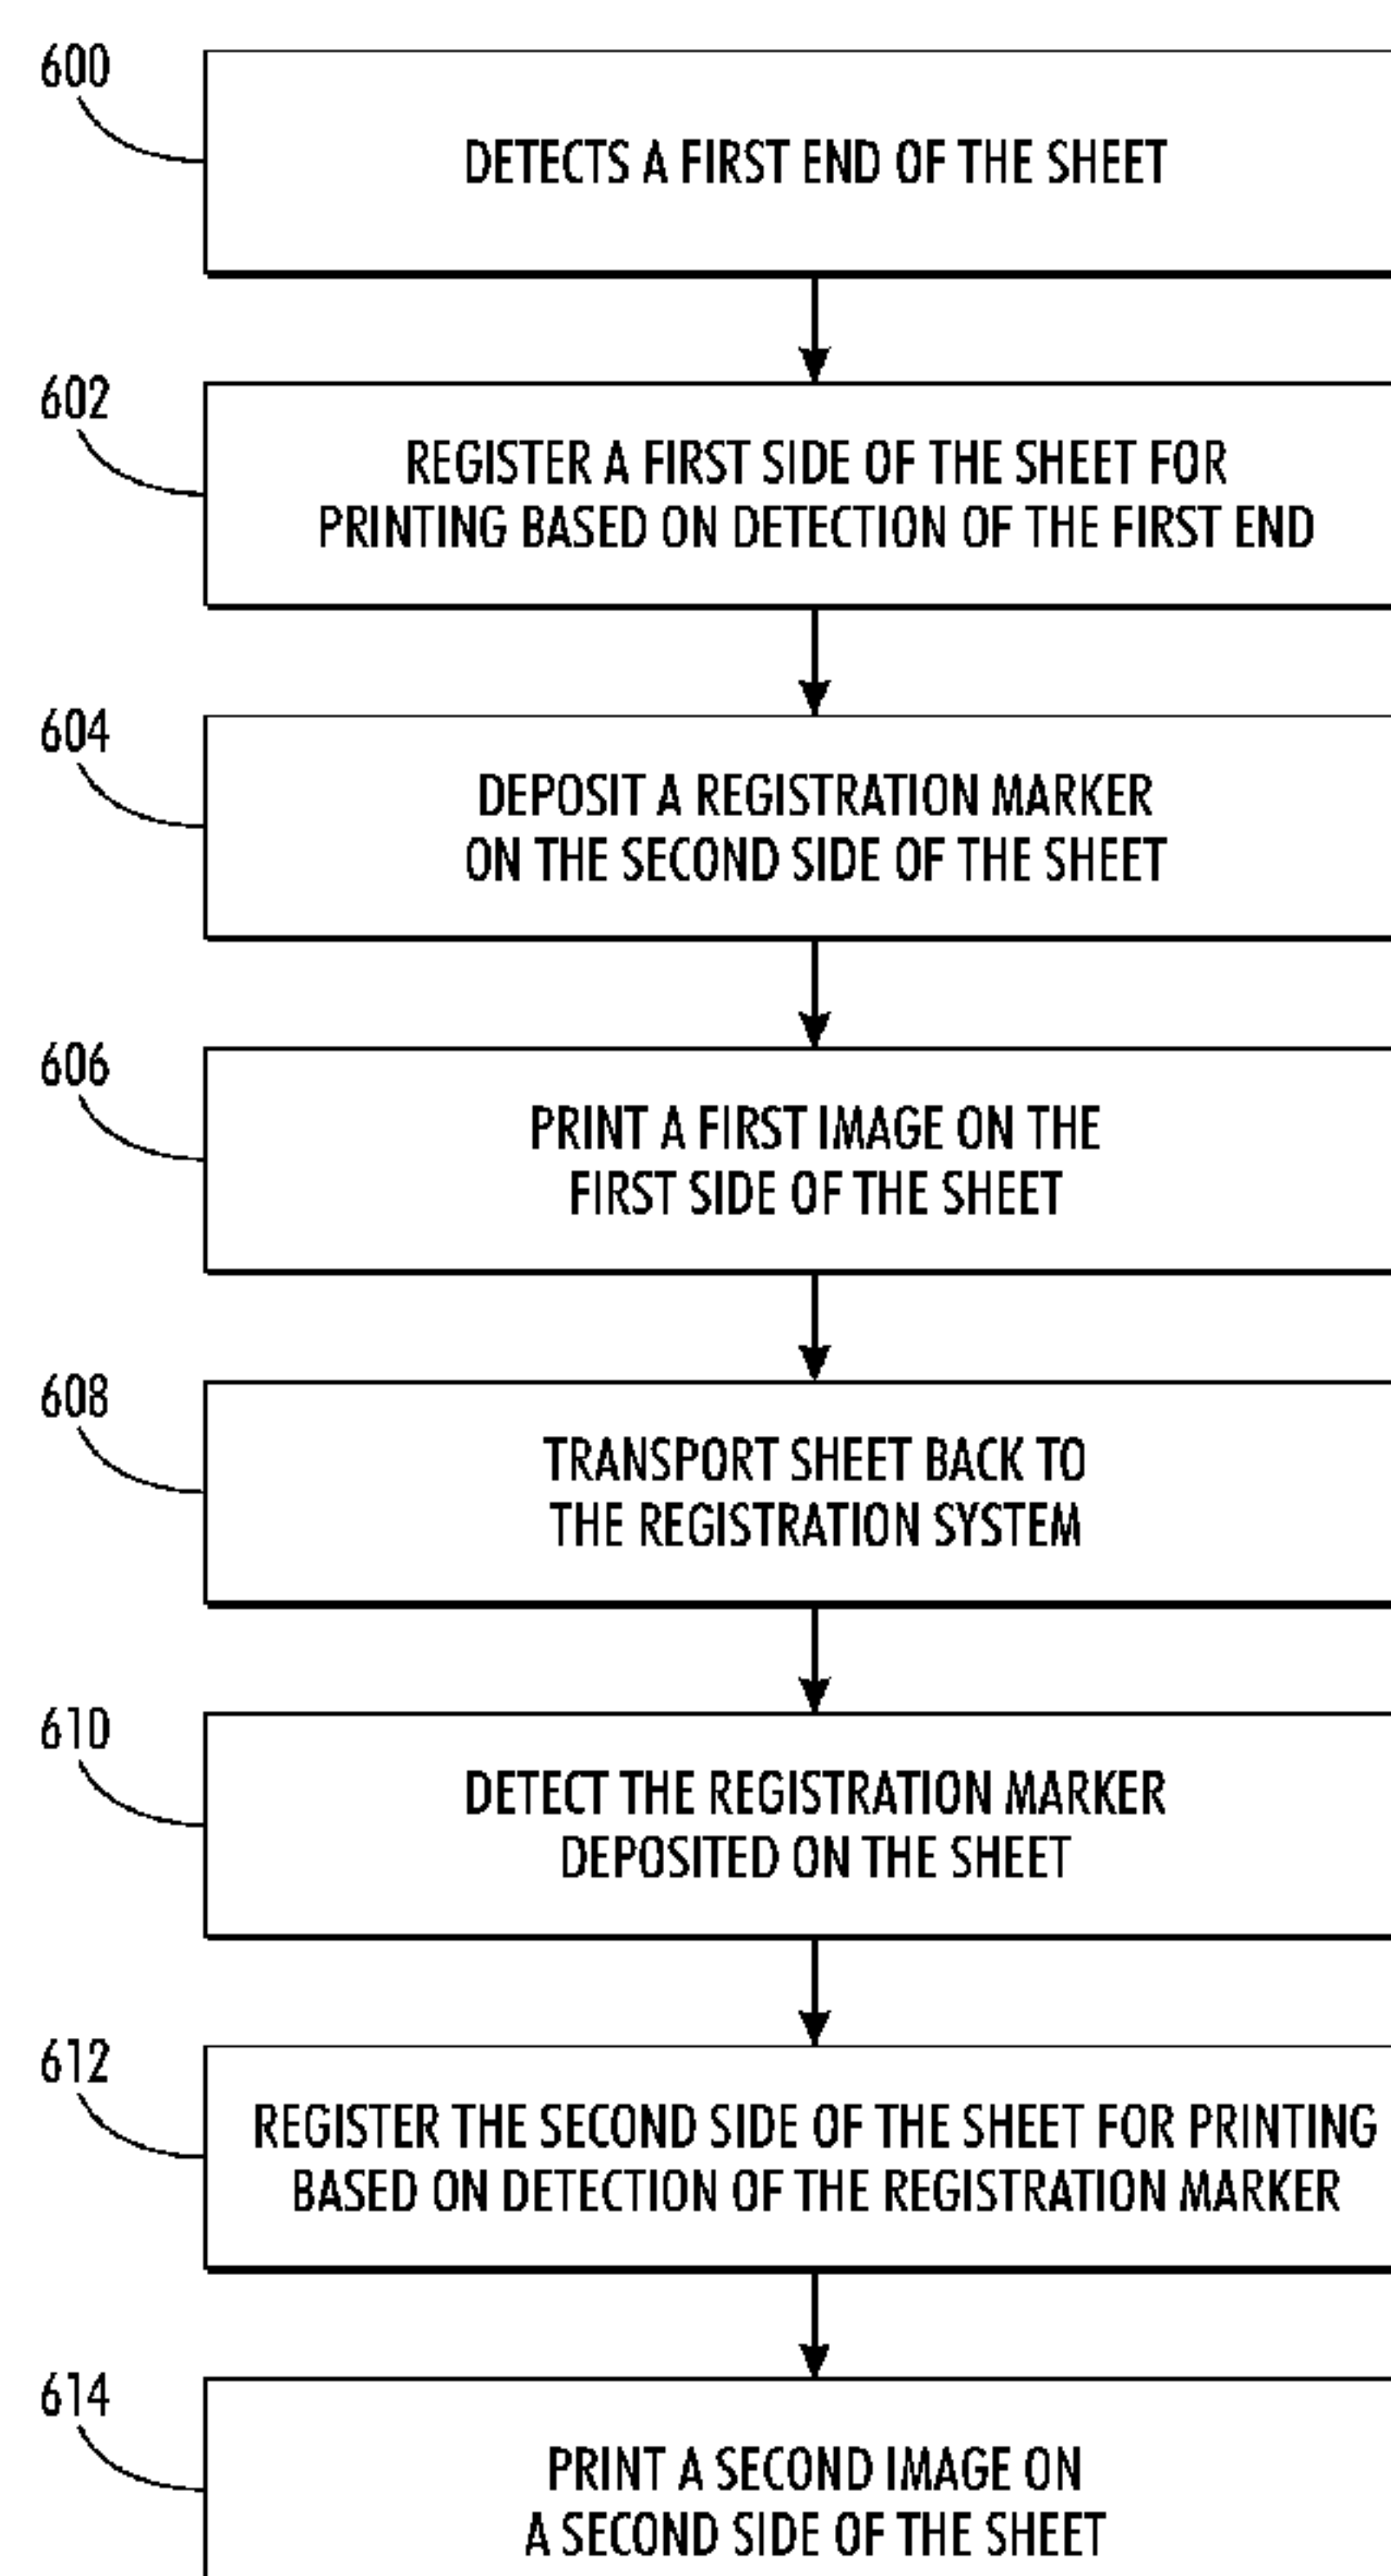 600
DETECTS A FIRST END OF THE SHEET
602
REGISTER A FIRST SIDE OF THE SHEET FOR
PRINTING BASED ON DETECTION OF THE FIRST END
604
DEPOSIT A REGISTRATION MARKER
ON THE SECOND SIDE OF THE SHEET
606
PRINT A FIRST IMAGE ON THE
FIRST SIDE OF THE SHEET
608
TRANSPORT SHEET BACK TO
THE REGISTRATION SYSTEM
610
DETECT THE REGISTRATION MARKER
DEPOSITED ON THE SHEET
612
REGISTER THE SECOND SIDE OF THE SHEET FOR PRINTING
BASED ON DETECTION OF THE REGISTRATION MARKER
614
PRINT A SECOND IMAGE ON
A SECOND SIDE OF THE SHEET